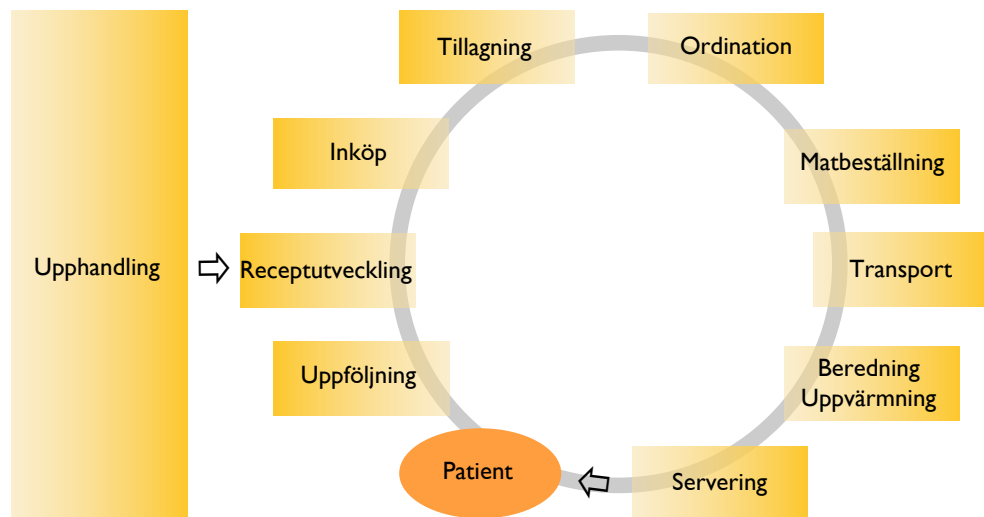 Upphandling
Receptutveckling
Inköp
Tillagning
Ordination
Matbeställning
Transport
Beredning
Uppvärmning
Servering
Patient
Uppföljning